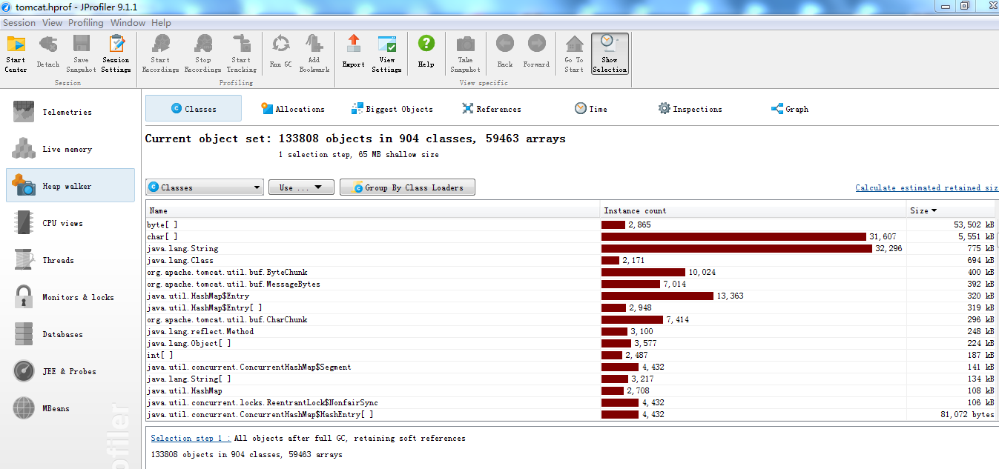 tomcat.hprof - JProfiler 9.1.1
Session View Profiling Window Help
Start Center
Detach
Save Snapshot
Session Settings
Start Recordings
Stop Recordings
Start Tracking
Run GC
Add Bookmark
Export
View Settings
Help
Take Snapshot
Back
Forward
Go To Start
Show Selection
Session
Profiling
View specific
Telemetries
Live memory
Heap walker
CPU views
Threads
Monitors & locks
Databases
JEE & Probes
MBeans
ofiler
Classes Allocations Biggest Objects References Time Inspections Graph
Current object set: 133808 objects in 904 classes, 59463 arrays
1 selection step, 65 MB shallow size
Classes Use ... Group By Class Loaders
Calculate estimated retained siz
Name Instance count Size
byte[ ] 2,865 53,502 kB
char[ ] 31,607 5,551 kB
java.lang.String 32,296 775 kB
java.lang.Class 2,171 694 kB
org.apache.tomcat.util.buf.ByteChunk 10,024 400 kB
org.apache.tomcat.util.buf.MessageBytes 7,014 392 kB
java.util.HashMap$Entry 13,363 320 kB
java.util.HashMap$Entry[ ] 2,948 319 kB
org.apache.tomcat.util.buf.CharChunk 7,414 296 kB
java.lang.reflect.Method 3,100 248 kB
java.lang.Object[ ] 3,577 224 kB
int[ ] 2,487 187 kB
java.util.concurrent.ConcurrentHashMap$Segment 4,432 141 kB
java.lang.String[ ] 3,217 134 kB
java.util.HashMap 2,708 108 kB
java.util.concurrent.locks.ReentrantLock$NonfairSync 4,432 106 kB
java.util.concurrent.ConcurrentHashMap$HashEntry[ ] 4,432 81,072 bytes
Selection step 1 : All objects after full GC, retaining soft references
133808 objects in 904 classes, 59463 arrays